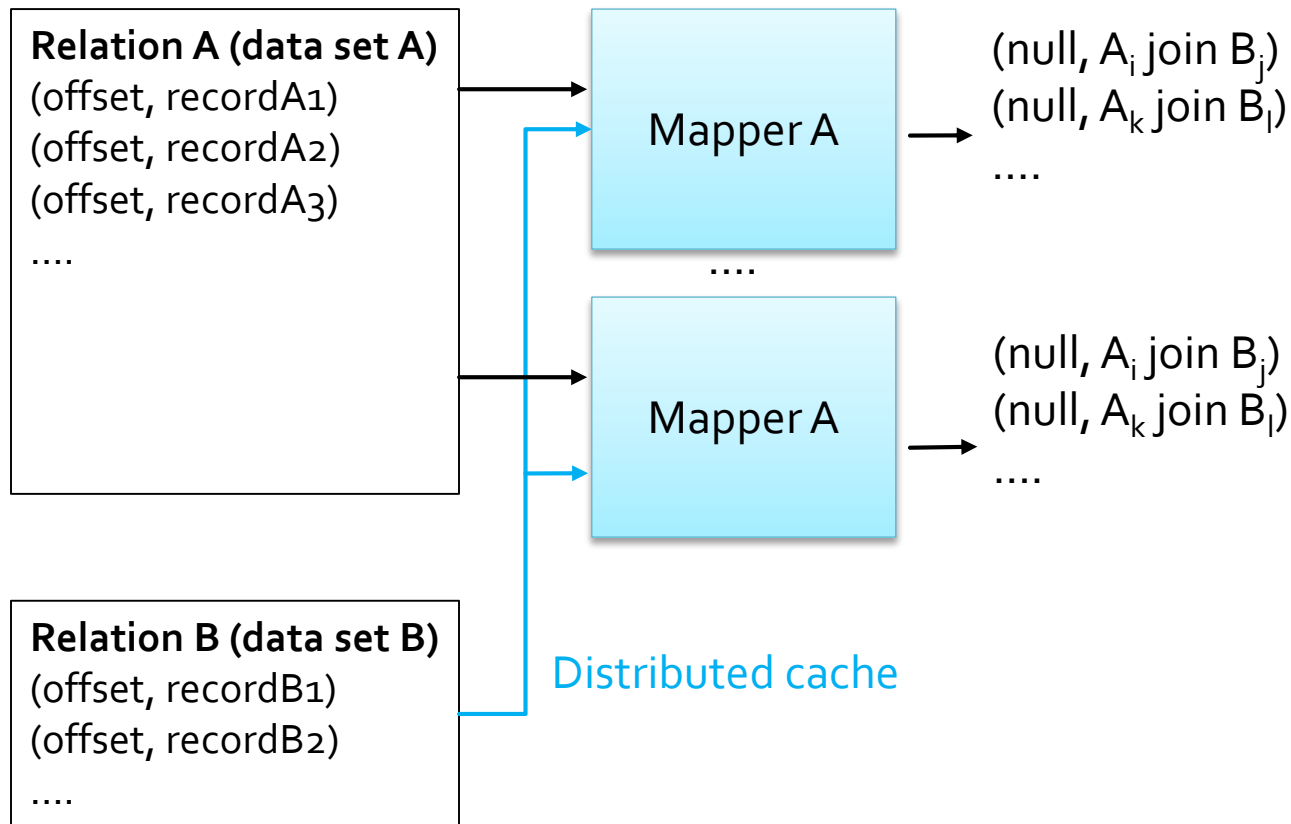 Relation A (data set A)
(offset, recordA1)
(offset, recordA2)
(offset, recordA3)
....
Mapper A
(null, Aᵢ join Bⱼ)
(null, Aₖ join Bₗ)
....
....
Mapper A
(null, Aᵢ join Bⱼ)
(null, Aₖ join Bₗ)
....
Relation B (data set B)
(offset, recordB1)
(offset, recordB2)
....
Distributed cache